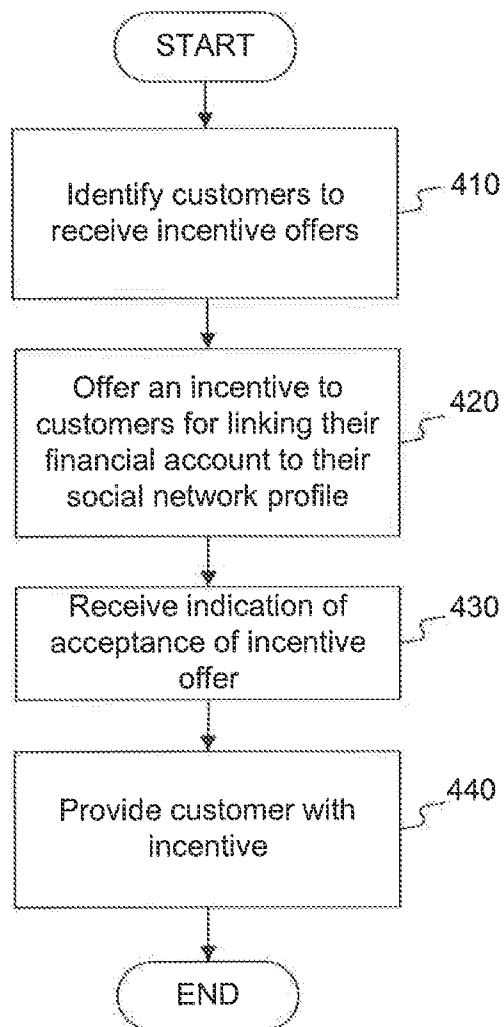 START
Identify customers to
receive incentive offers
410
Offer an incentive to
customers for linking their
financial account to their
social network profile
420
Receive indication of
acceptance of incentive
offer
430
Provide customer with
incentive
440
END